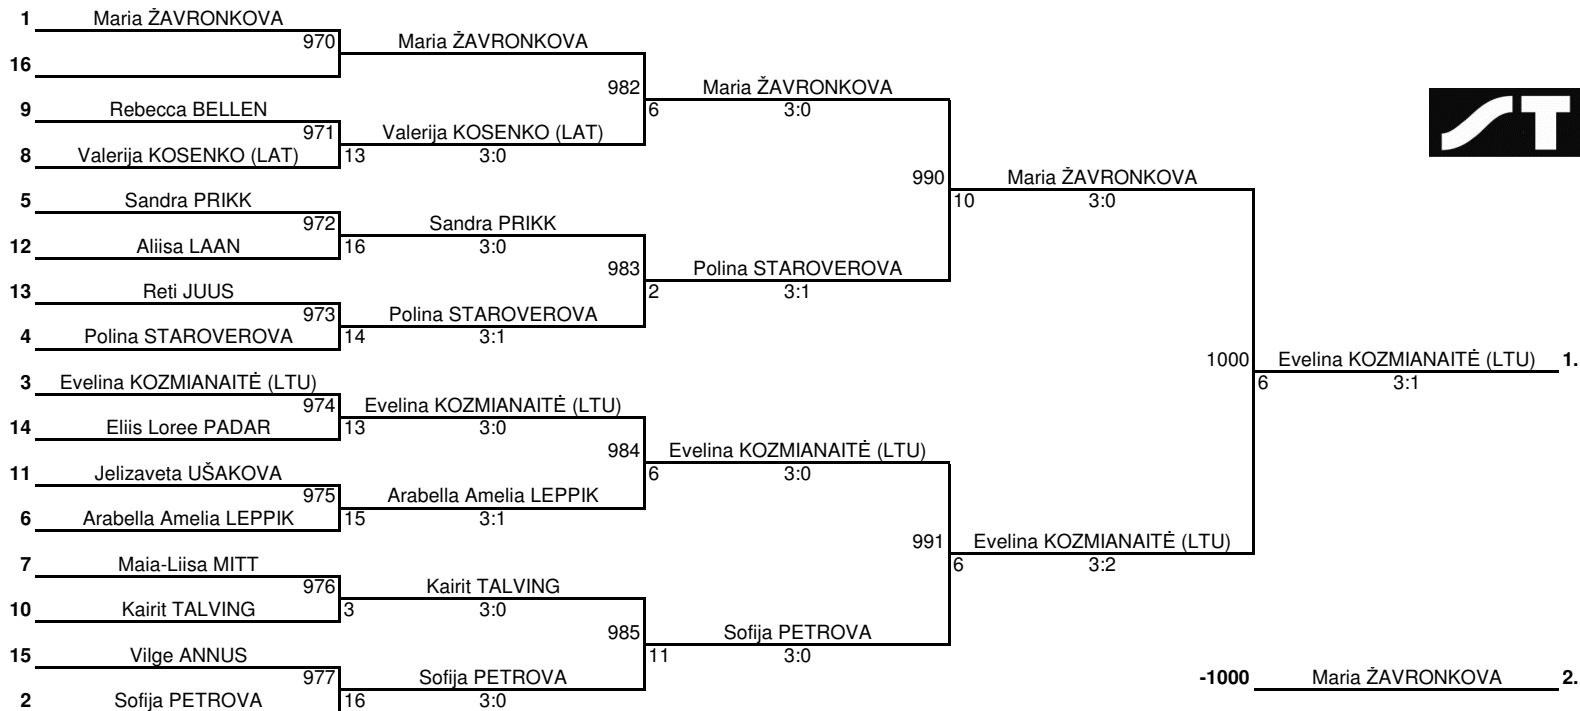 1 Maria ŽAVRONKOVA
970 Maria ŽAVRONKOVA
16
982 Maria ŽAVRONKOVA
9 Rebecca BELLEN 6 3:0
971 Valerija KOSENKO (LAT)
8 Valerija KOSENKO (LAT) 13 3:0
ST
990 Maria ŽAVRONKOVA
5 Sandra PRIKK 10 3:0
972 Sandra PRIKK
12 Aliisa LAAN 16 3:0
983 Polina STAROVEROVA
13 Reti JUUS 2 3:1
973 Polina STAROVEROVA
4 Polina STAROVEROVA 14 3:1
1000 Evelina KOZMIANAITĖ (LTU) 1.
3 Evelina KOZMIANAITĖ (LTU) 6 3:1
974 Evelina KOZMIANAITĖ (LTU)
14 Eliis Loree PADAR 13 3:0
984 Evelina KOZMIANAITĖ (LTU)
11 Jelizaveta UŠAKOVA 6 3:0
975 Arabella Amelia LEPPIK
6 Arabella Amelia LEPPIK 15 3:1
991 Evelina KOZMIANAITĖ (LTU)
7 Maia-Liisa MITT 6 3:2
976 Kairit TALVING
10 Kairit TALVING 3 3:0
985 Sofija PETROVA
15 Vilge ANNUS 11 3:0
977 Sofija PETROVA -1000 Maria ŽAVRONKOVA 2.
2 Sofija PETROVA 16 3:0